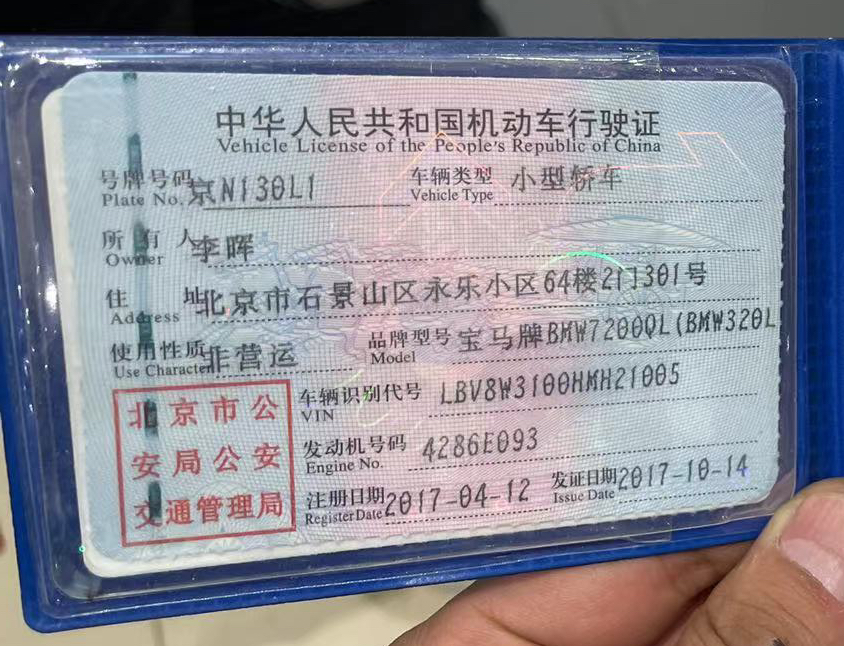 中华人民共和国机动车行驶证
Vehicle License of the People's Republic of China
号牌号码 京N130L1 车辆类型 小型轿车
Plate No. Vehicle Type
所有人 李晖
Owner
住址 北京市石景山区永乐小区64楼2门301号
Address
使用性质 非营运 品牌型号 宝马牌BMW7200QL(BMW320L
Use Character Model
北京市公
安局公安
交通管理局
车辆识别代号 LBV8W3100HMH21005
VIN
发动机号码 4286E093
Engine No.
注册日期 2017-04-12 发证日期 2017-10-14
Register Date Issue Date